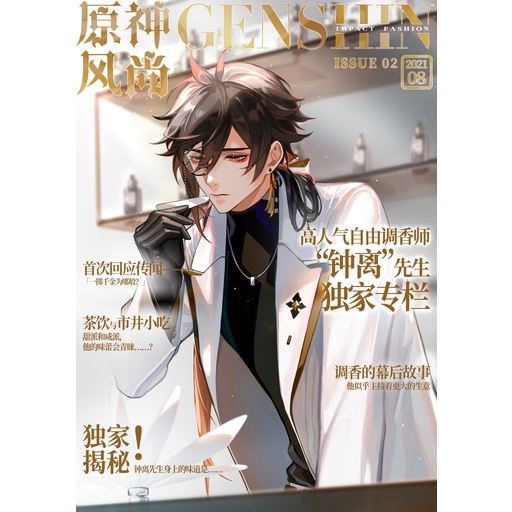 原神
风尚
GENSHIN
IMPACT FASHION
ISSUE 02
2021
08
高人气自由调香师
“钟离”先生
独家专栏
首次回应传闻
「一掷千金为哪般?」
茶饮与市井小吃
甜派和咸派,
他的味蕾会青睐……?
调香的幕后故事
他似乎主持着更大的生意
独家
揭秘!
钟离先生身上的味道是……